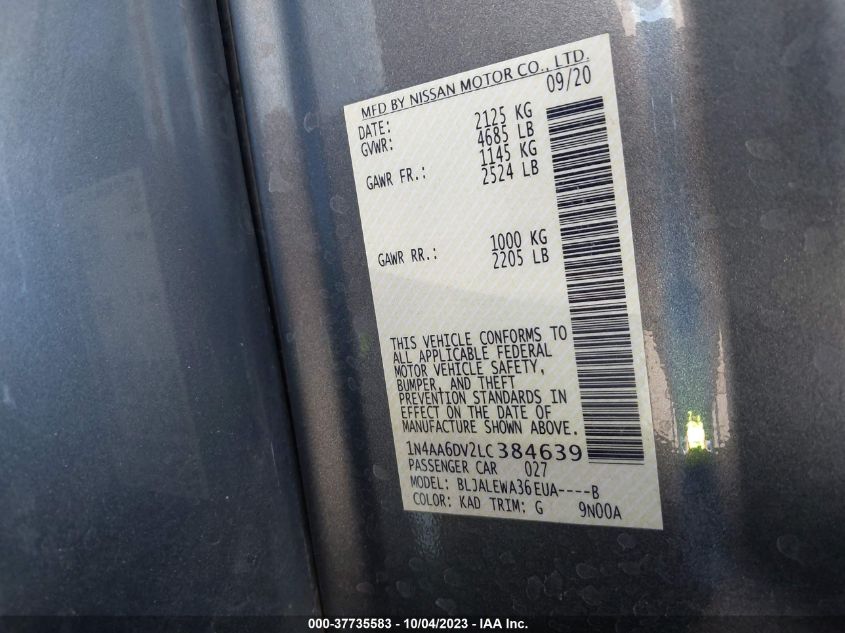 MFD BY NISSAN MOTOR CO., LTD.
DATE: 09/20
GVWR: 2125 KG
4685 LB
GAWR FR.: 1145 KG
2524 LB
GAWR RR.: 1000 KG
2205 LB
THIS VEHICLE CONFORMS TO
ALL APPLICABLE FEDERAL
MOTOR VEHICLE SAFETY,
BUMPER, AND THEFT
PREVENTION STANDARDS IN
EFFECT ON THE DATE OF
MANUFACTURE SHOWN ABOVE.
1N4AA6DV2LC384639
PASSENGER CAR 027
MODEL: BLJALEWA36EUA----B
COLOR: KAD TRIM: G 9N00A
000-37735583 - 10/04/2023 - IAA Inc.